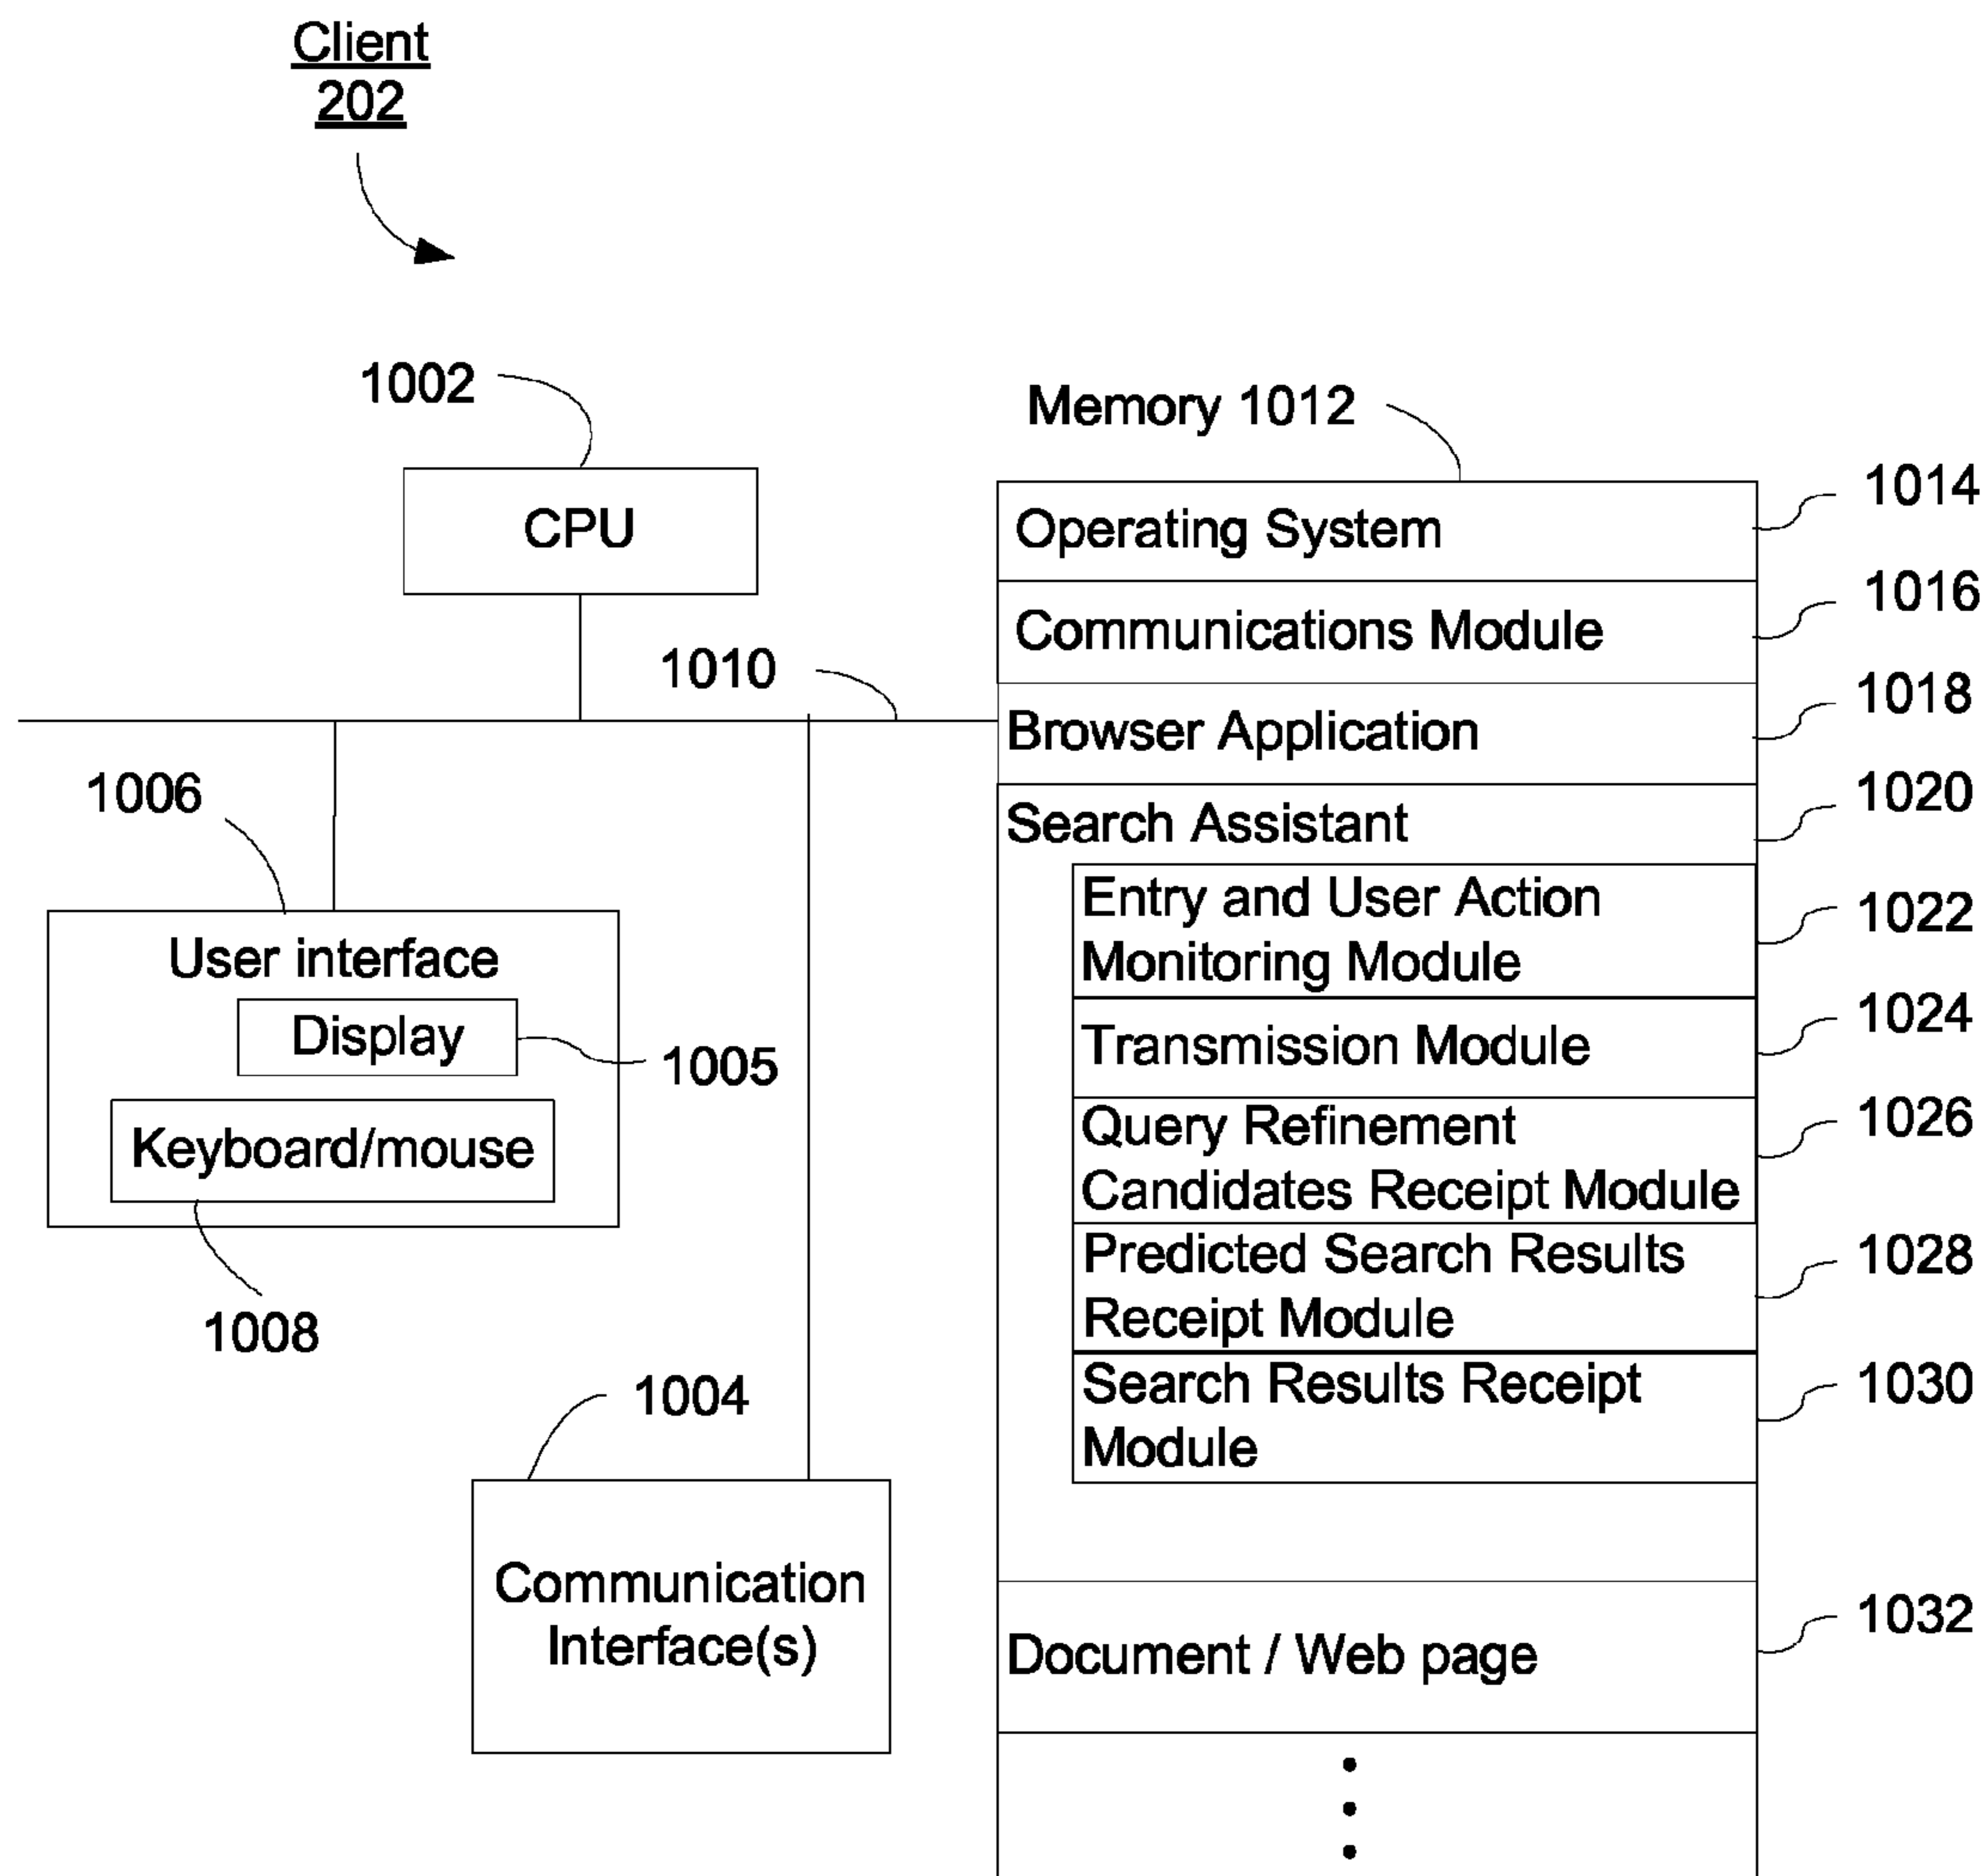 Client
202
1002
CPU
1010
1006
User interface
Display
1005
Keyboard/mouse
1008
1004
Communication
Interface(s)
Memory 1012
Operating System
1014
Communications Module
1016
Browser Application
1018
Search Assistant
1020
Entry and User Action
Monitoring Module
1022
Transmission Module
1024
Query Refinement
Candidates Receipt Module
1026
Predicted Search Results
Receipt Module
1028
Search Results Receipt
Module
1030
Document / Web page
1032